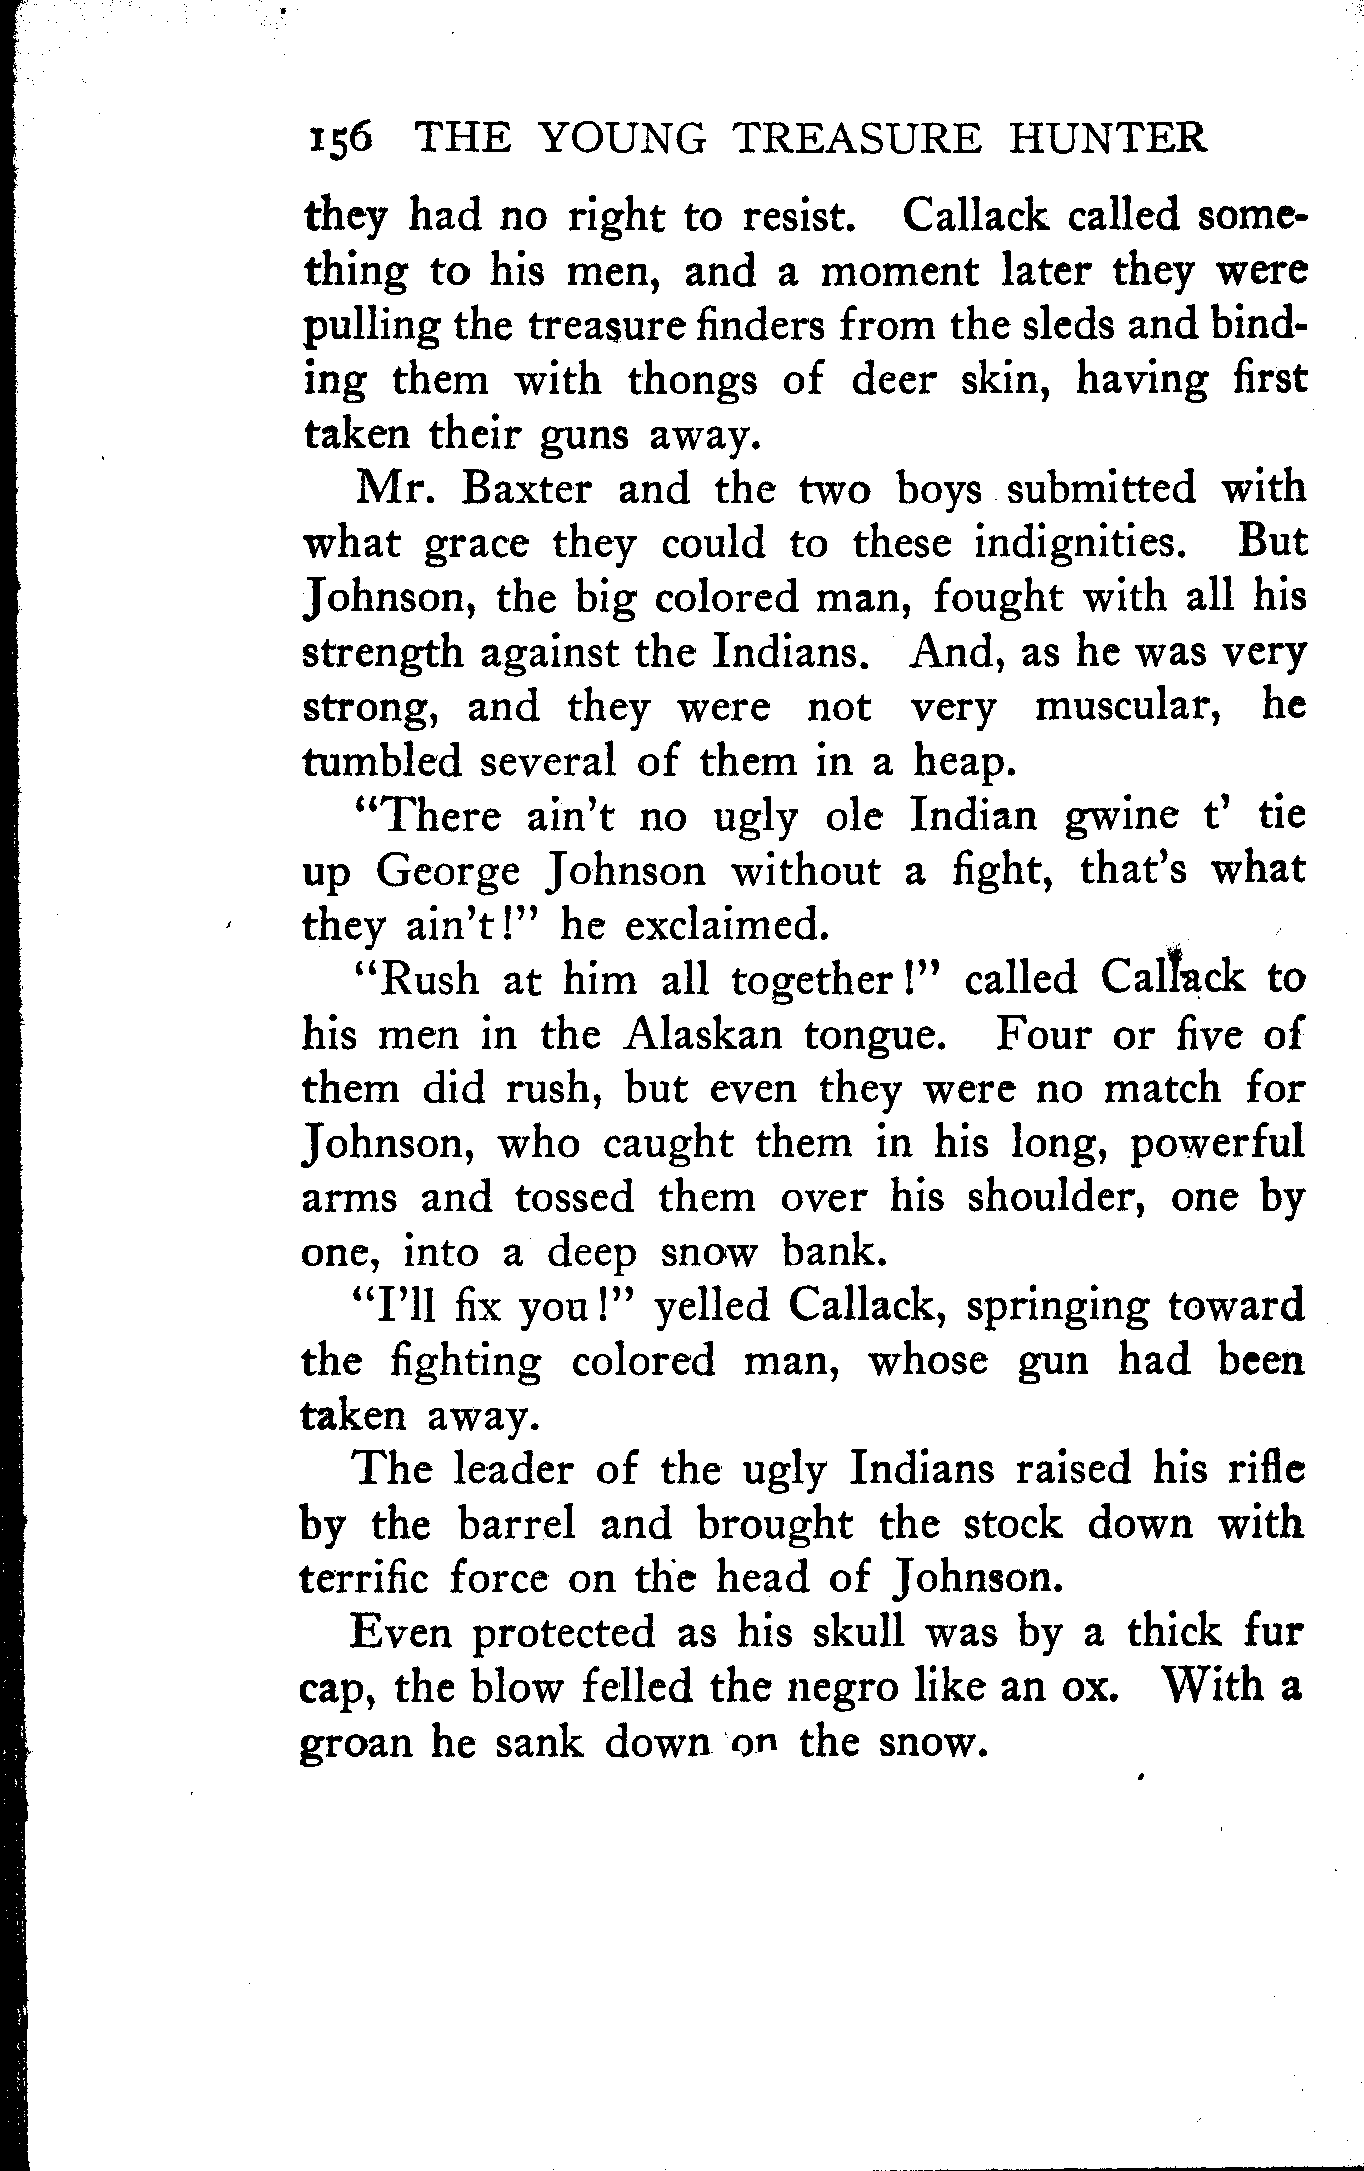 156 THE YOUNG TREASURE HUNTER
they had no right to resist. Callack called some-
thing to his men, and a moment later they were
pulling the treasure finders from the sleds and bind-
ing them with thongs of deer skin, having first
taken their guns away.
Mr. Baxter and the two boys submitted with
what grace they could to these indignities. But
Johnson, the big colored man, fought with all his
strength against the Indians. And, as he was very
strong, and they were not very muscular, he
tumbled several of them in a heap.
“There ain’t no ugly ole Indian gwine t’ tie
up George Johnson without a fight, that’s what
they ain’t!” he exclaimed.
“Rush at him all together!” called Callack to
his men in the Alaskan tongue. Four or five of
them did rush, but even they were no match for
Johnson, who caught them in his long, powerful
arms and tossed them over his shoulder, one by
one, into a deep snow bank.
“I’ll fix you!” yelled Callack, springing toward
the fighting colored man, whose gun had been
taken away.
The leader of the ugly Indians raised his rifle
by the barrel and brought the stock down with
terrific force on the head of Johnson.
Even protected as his skull was by a thick fur
cap, the blow felled the negro like an ox. With a
groan he sank down on the snow.